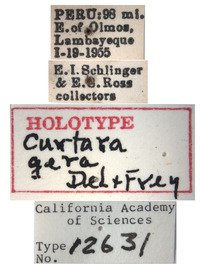 PERU: 98 mi.
E. of Olmos,
Lambayeque
I-19-1955
E.I. Schlinger
& E.S. Ross
collectors
HOLOTYPE
Curtara
gera
DeL & Frey
California Academy
of Sciences
Type
No. 12631